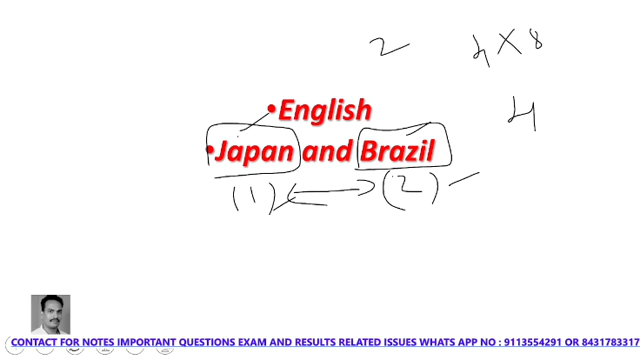 2 4 X 8
•English 4
•Japan and Brazil
(1) (2)
CONTACT FOR NOTES IMPORTANT QUESTIONS EXAM AND RESULTS RELATED ISSUES WHATS APP NO : 9113554291 OR 8431783317